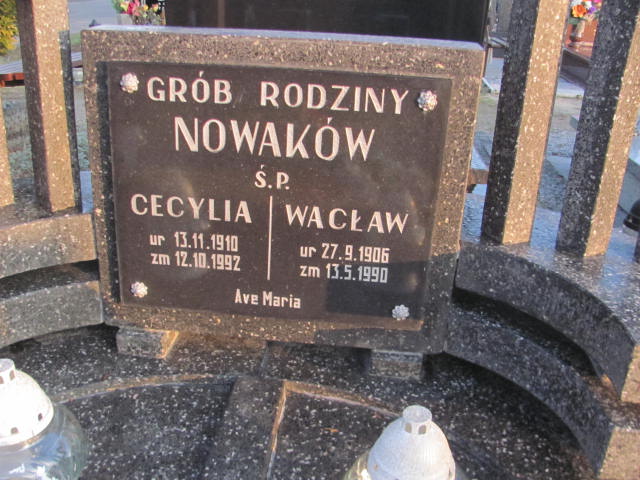 GRÓB RODZINY
NOWAKÓW
Ś.P.
CECYLIA
ur 13.11.1910
zm 12.10.1992
WACŁAW
ur 27.9.1906
zm 13.5.1990
Ave Maria